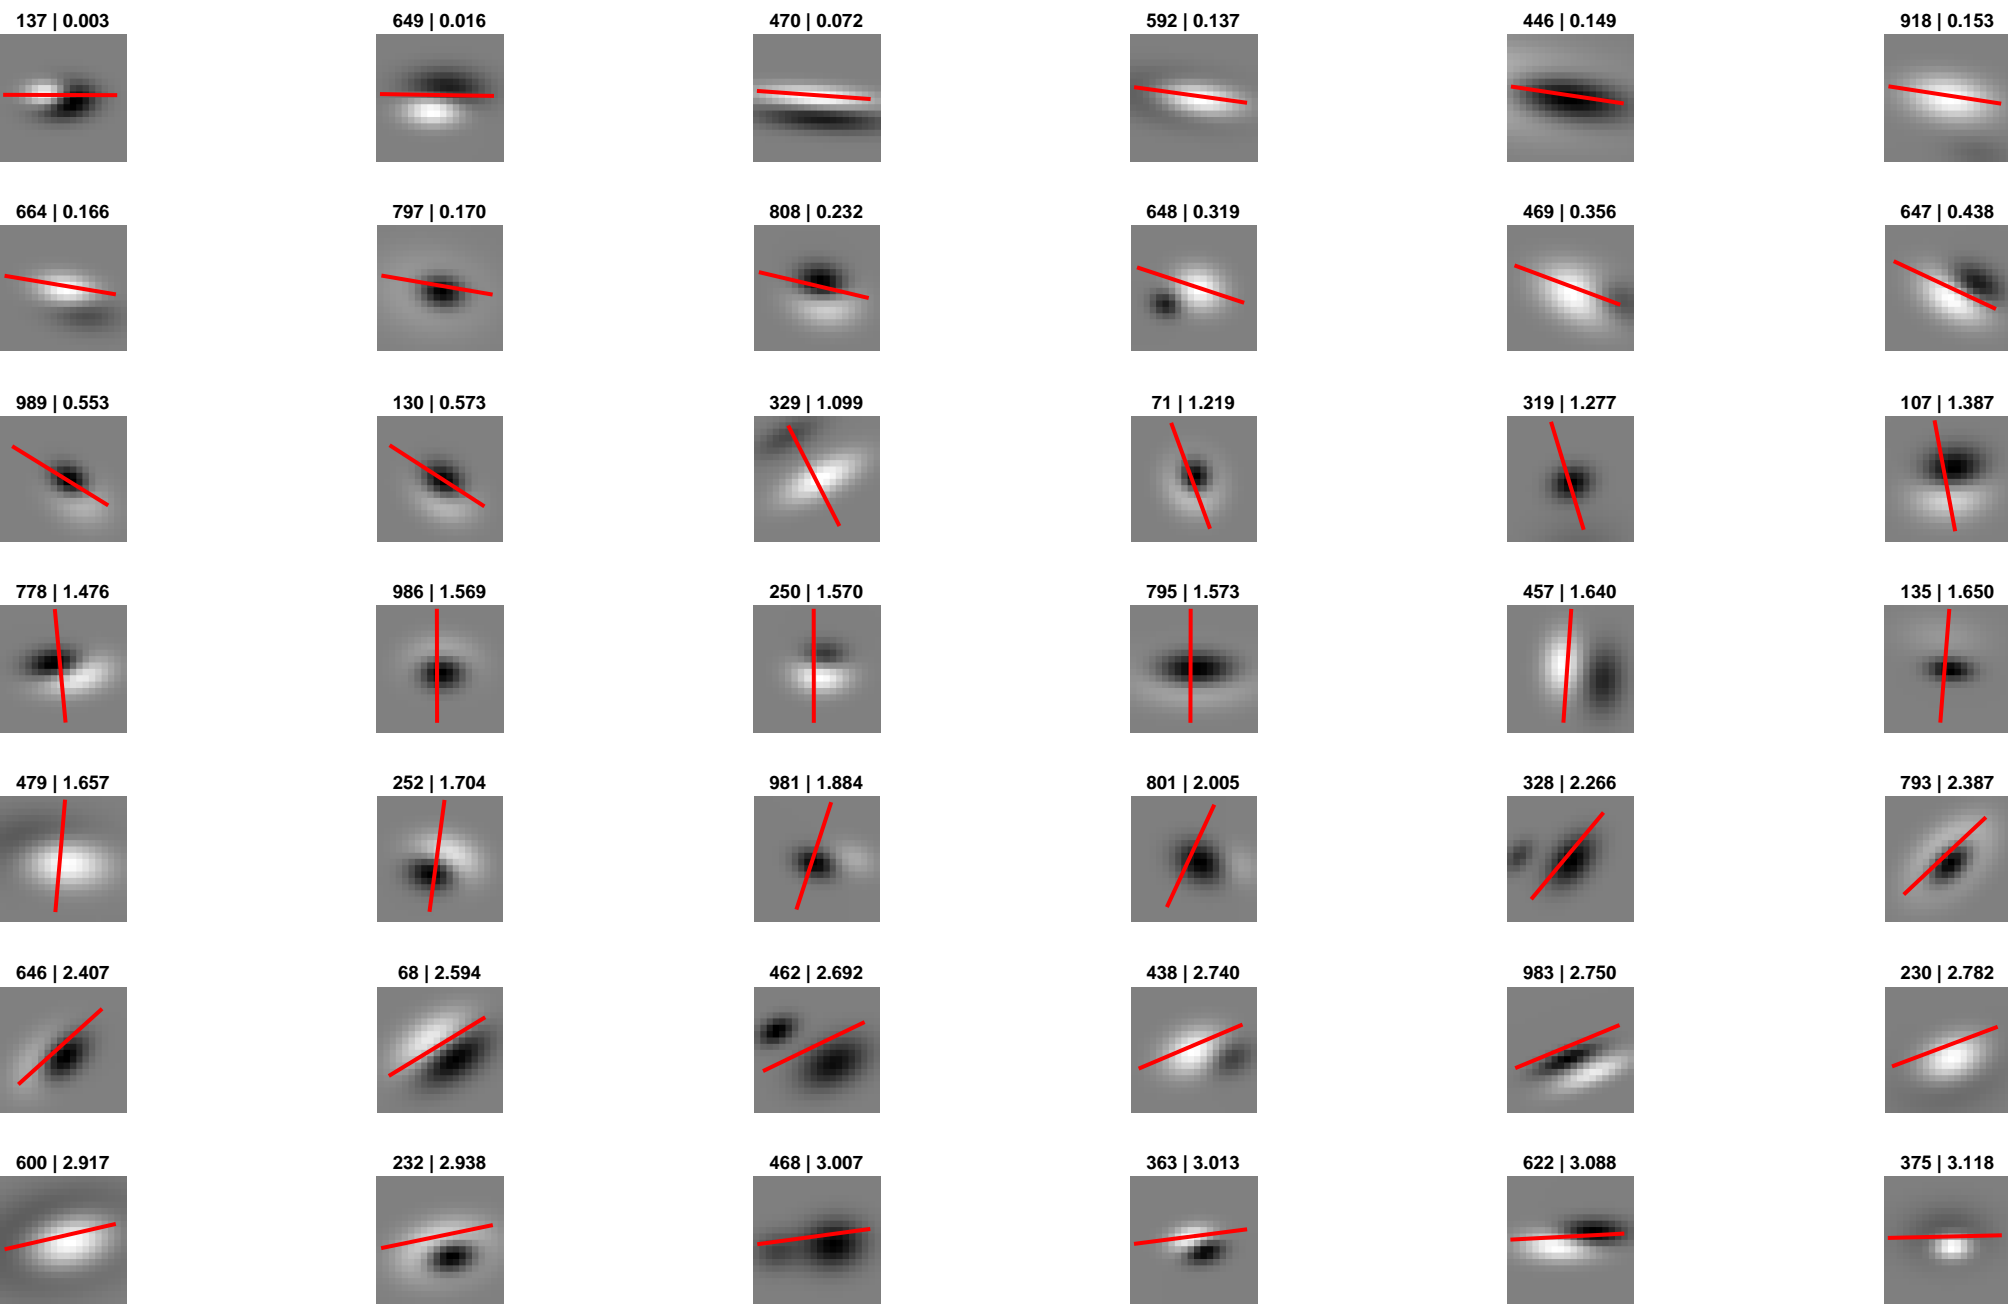 137 | 0.003
649 | 0.016
470 | 0.072
592 | 0.137
446 | 0.149
918 | 0.153
664 | 0.166
797 | 0.170
808 | 0.232
648 | 0.319
469 | 0.356
647 | 0.438
989 | 0.553
130 | 0.573
329 | 1.099
71 | 1.219
319 | 1.277
107 | 1.387
778 | 1.476
986 | 1.569
250 | 1.570
795 | 1.573
457 | 1.640
135 | 1.650
479 | 1.657
252 | 1.704
981 | 1.884
801 | 2.005
328 | 2.266
793 | 2.387
646 | 2.407
68 | 2.594
462 | 2.692
438 | 2.740
983 | 2.750
230 | 2.782
600 | 2.917
232 | 2.938
468 | 3.007
363 | 3.013
622 | 3.088
375 | 3.118